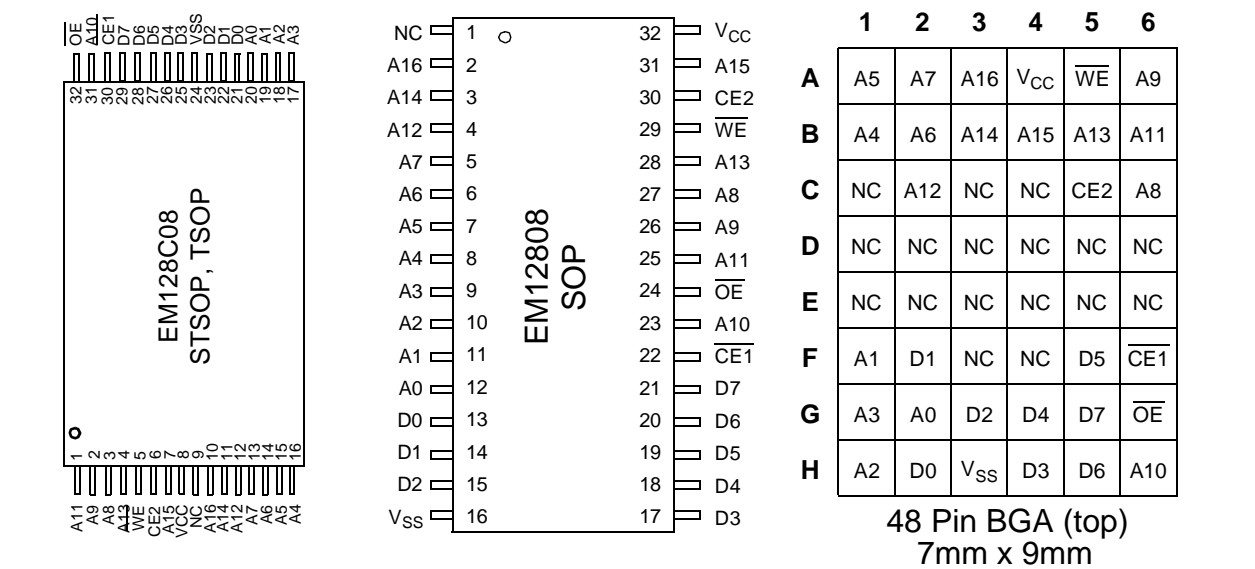 OE A10 CE1 D7 D6 D5 D4 D3 VSS D2 D1 D0 A0 A1 A2 A3
32 31 30 29 28 27 26 25 24 23 22 21 20 19 18 17
EM128C08
STSOP, TSOP
1 2 3 4 5 6 7 8 9 10 11 12 13 14 15 16
A11 A9 A8 A13 WE CE2 A15 VCC NC A16 A14 A12 A7 A6 A5 A4
NC 1 32 VCC
A16 2 31 A15
A14 3 30 CE2
A12 4 29 WE
A7 5 28 A13
A6 6 27 A8
A5 7 26 A9
A4 8 25 A11
A3 9 24 OE
A2 10 23 A10
A1 11 22 CE1
A0 12 21 D7
D0 13 20 D6
D1 14 19 D5
D2 15 18 D4
VSS 16 17 D3
EM12808
SOP
1 2 3 4 5 6
A A5 A7 A16 VCC WE A9
B A4 A6 A14 A15 A13 A11
C NC A12 NC NC CE2 A8
D NC NC NC NC NC NC
E NC NC NC NC NC NC
F A1 D1 NC NC D5 CE1
G A3 A0 D2 D4 D7 OE
H A2 D0 VSS D3 D6 A10
48 Pin BGA (top)
7mm x 9mm